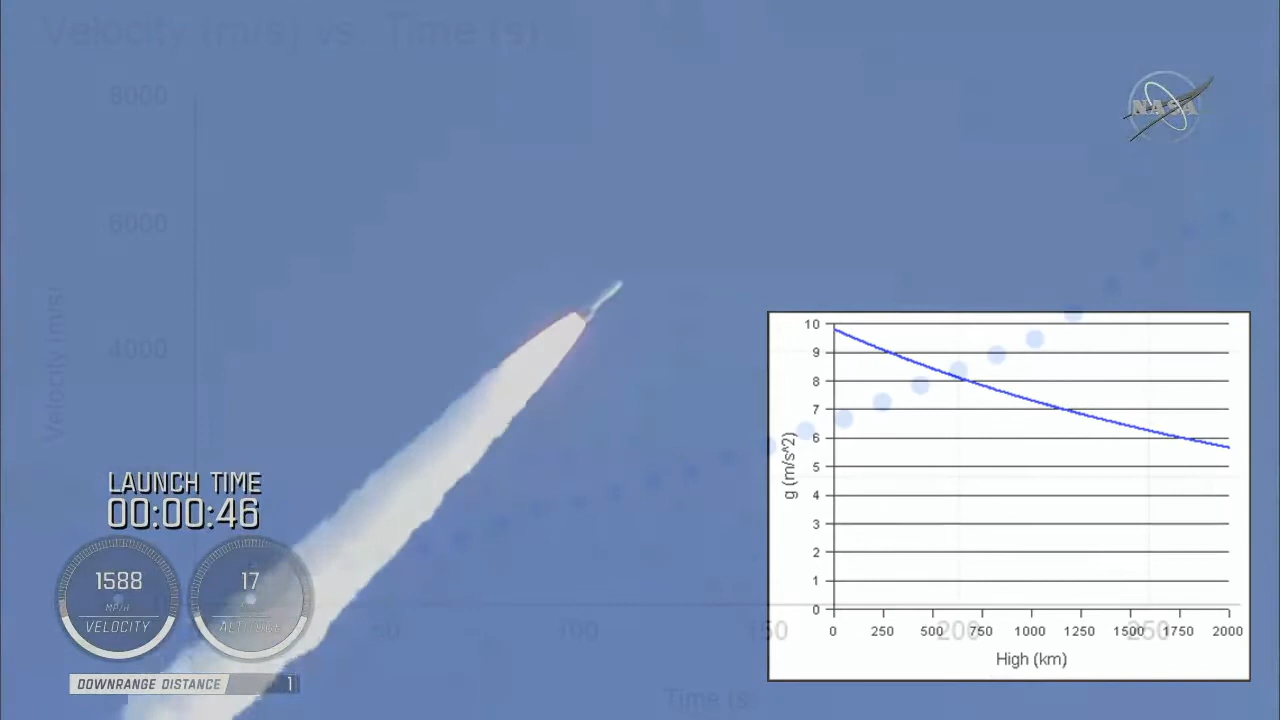 Velocity (m/s) vs. Time (s)
8000
6000
4000
Velocity (m/s)
NASA
LAUNCH TIME
00:00:46
1588
MP/H
VELOCITY
17
ALTITUDE
DOWNRANGE DISTANCE 1
50
100
150
200
250
Time (s)
10
9
8
7
6
5
4
3
2
1
0
g (m/s^2)
0 250 500 750 1000 1250 1500 1750 2000
High (km)